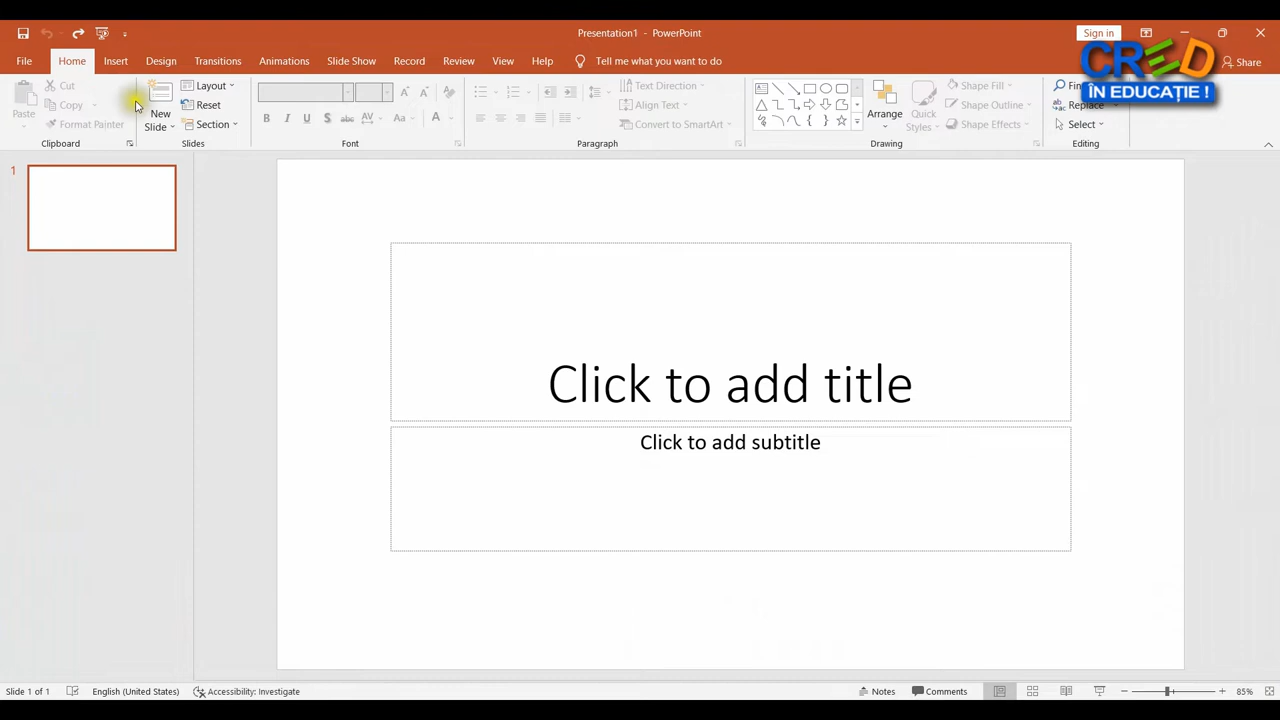 Presentation1 - PowerPoint
Sign in
File Home Insert Design Transitions Animations Slide Show Record Review View Help Tell me what you want to do
Share
CRED
ÎN EDUCAȚIE !
Paste
Cut
Copy
Format Painter
Clipboard
New
Slide
Layout
Reset
Section
Slides
B I U S abc AV Aa A
Font
Text Direction
Align Text
Convert to SmartArt
Paragraph
Arrange
Quick
Styles
Shape Fill
Shape Outline
Shape Effects
Drawing
Replace
Select
Editing
1
Click to add title
Click to add subtitle
Slide 1 of 1 English (United States) Accessibility: Investigate Notes Comments 85%